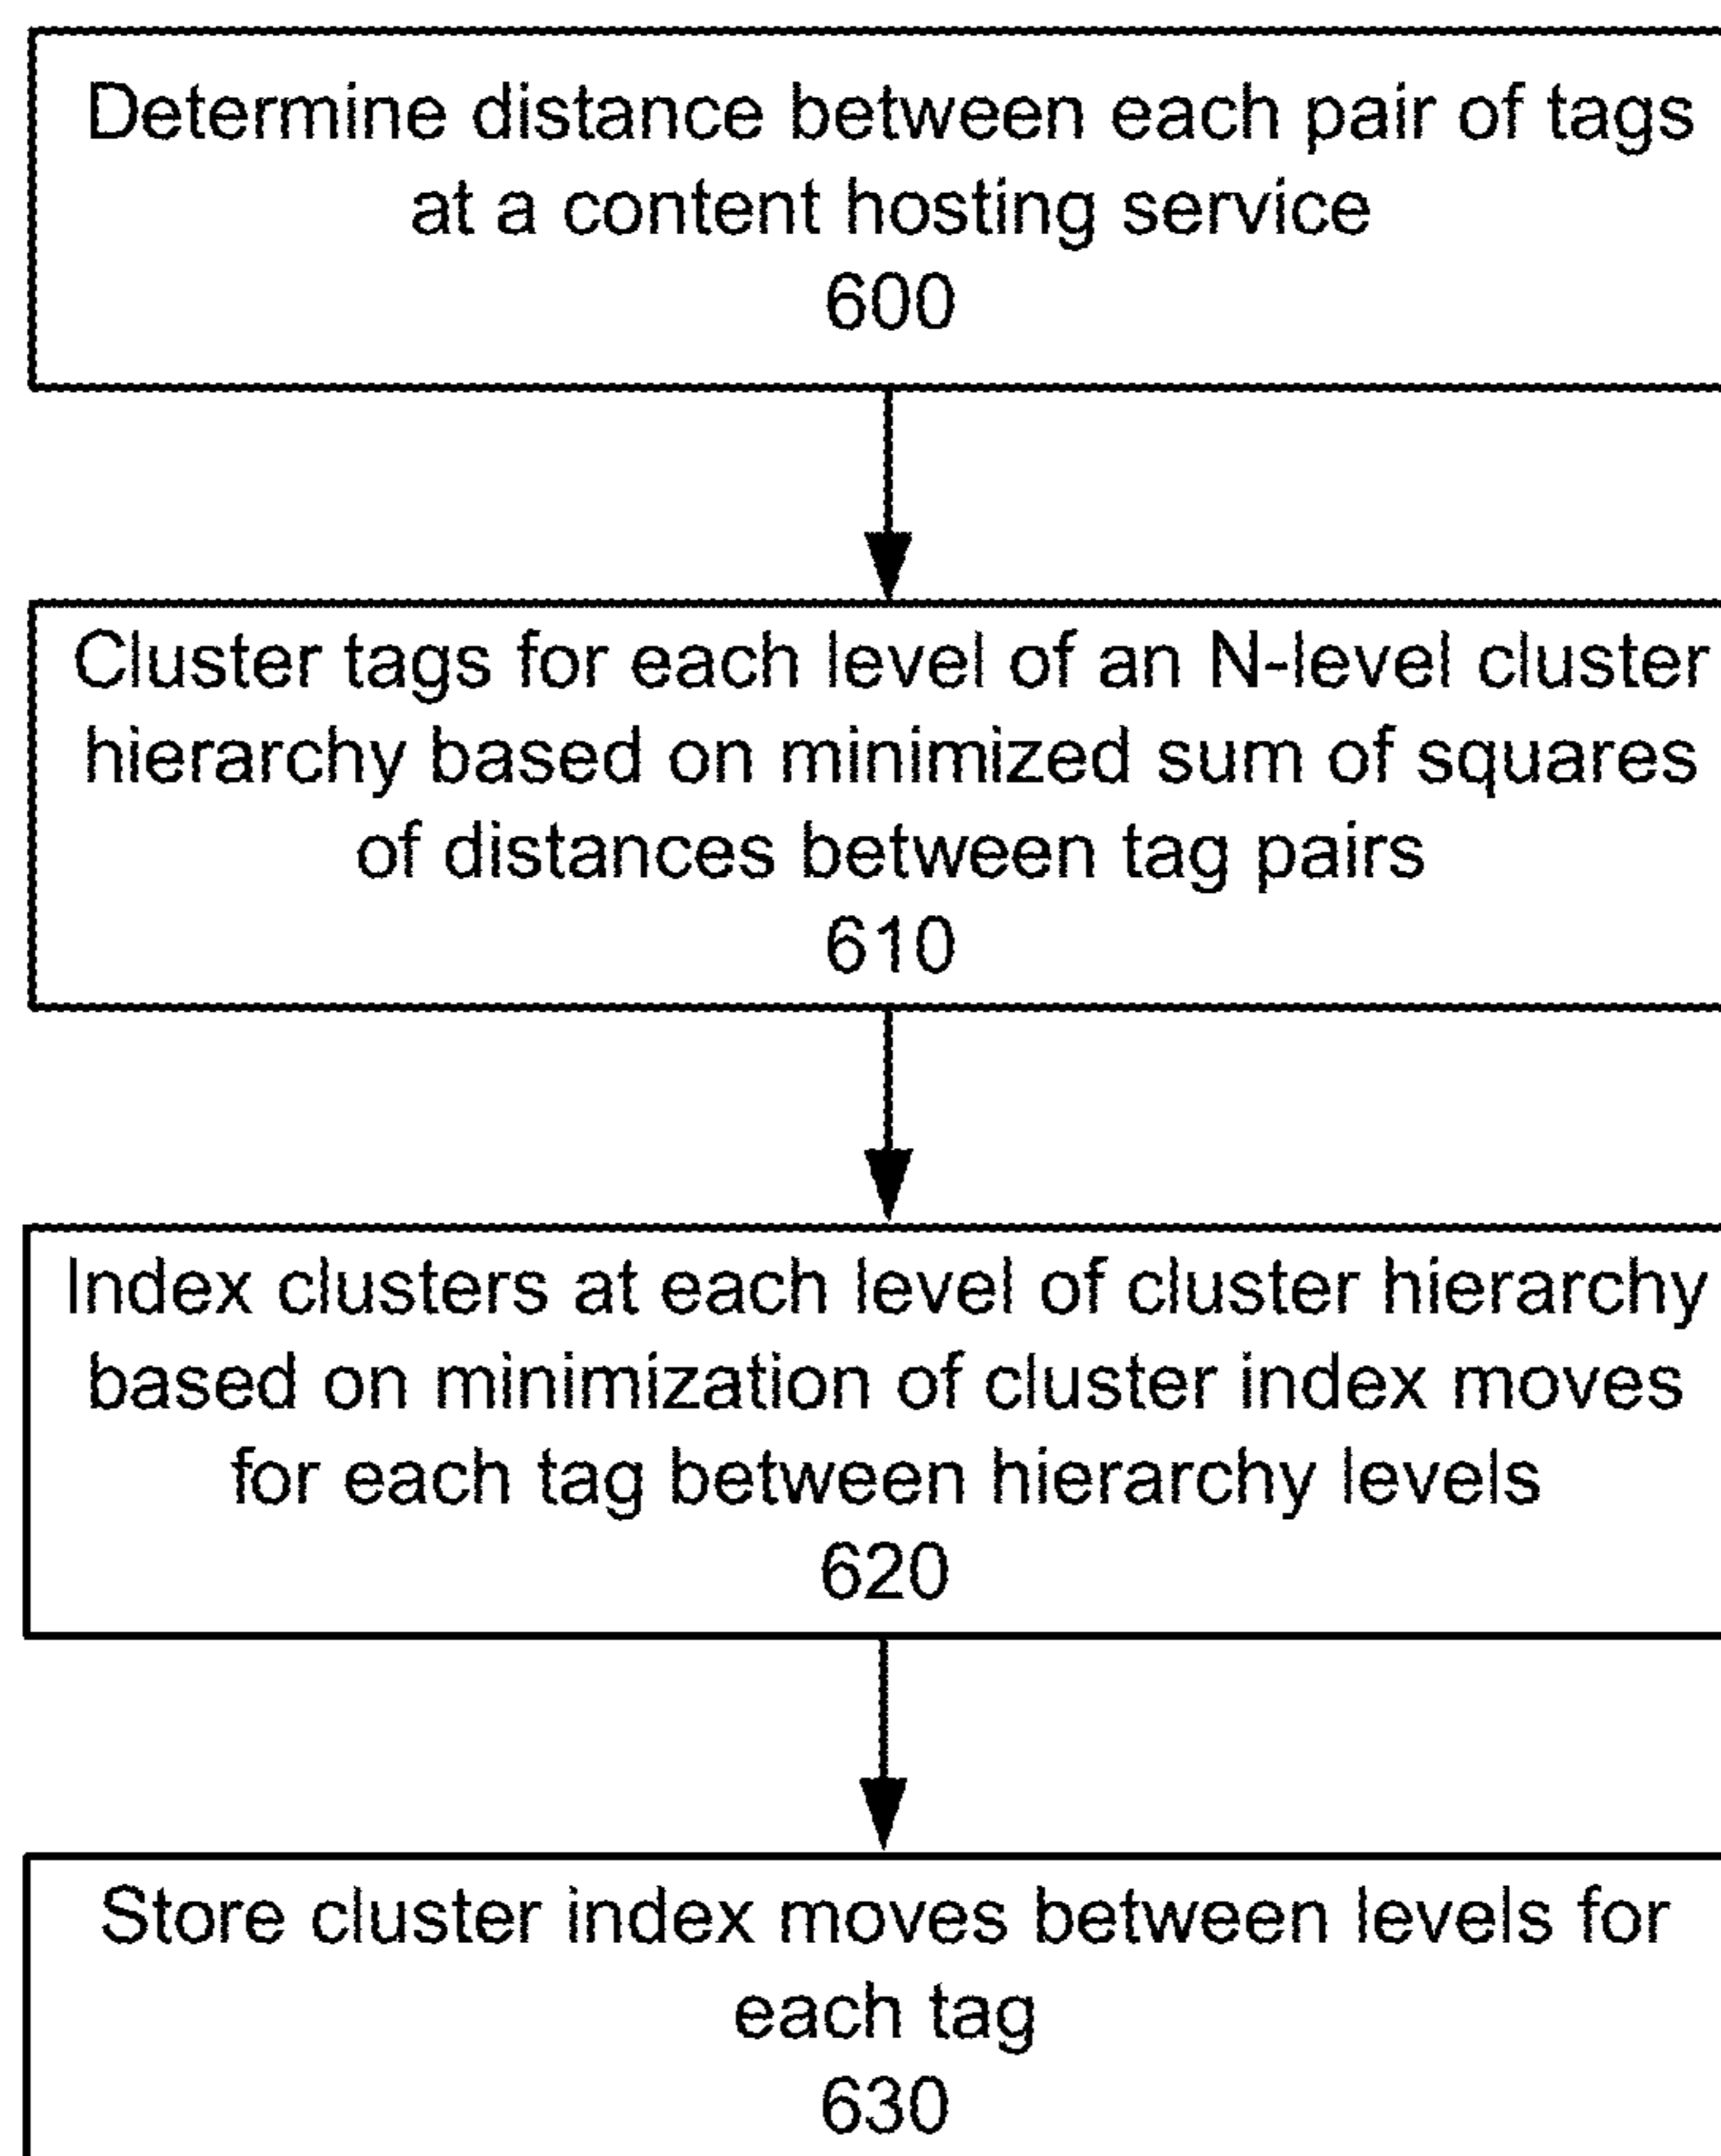 Determine distance between each pair of tags
at a content hosting service
600
Cluster tags for each level of an N-level cluster
hierarchy based on minimized sum of squares
of distances between tag pairs
610
Index clusters at each level of cluster hierarchy
based on minimization of cluster index moves
for each tag between hierarchy levels
620
Store cluster index moves between levels for
each tag
630